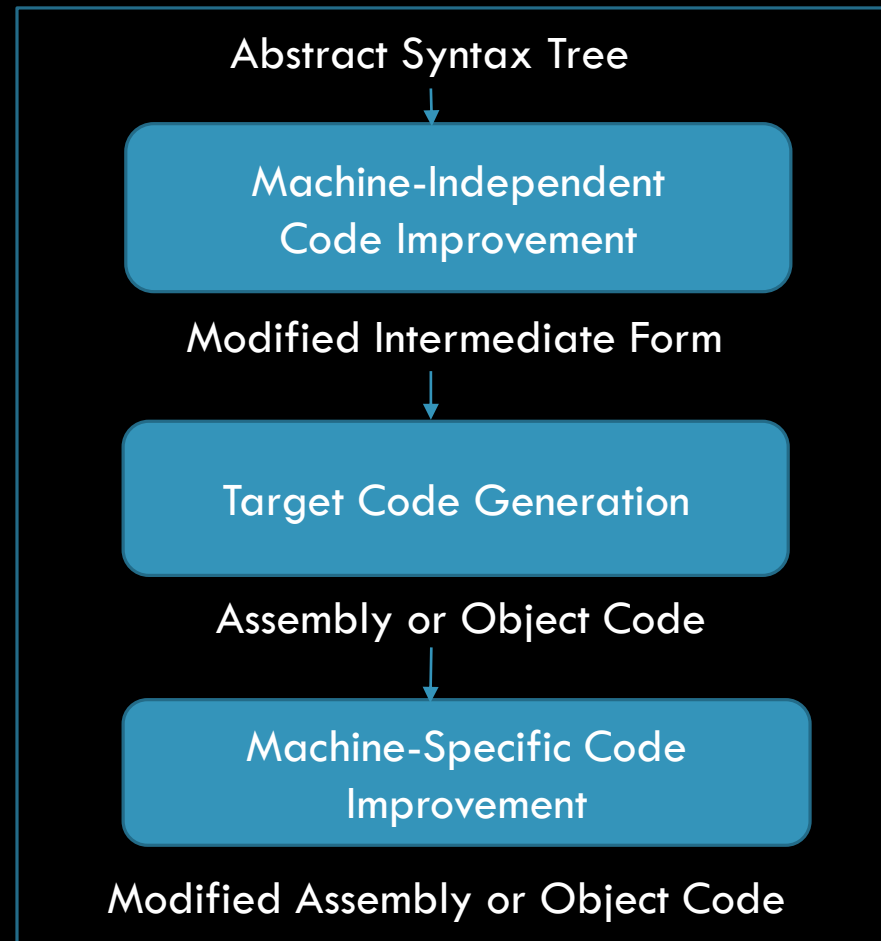 Abstract Syntax Tree
Machine-Independent
Code Improvement
Modified Intermediate Form
Target Code Generation
Assembly or Object Code
Machine-Specific Code
Improvement
Modified Assembly or Object Code